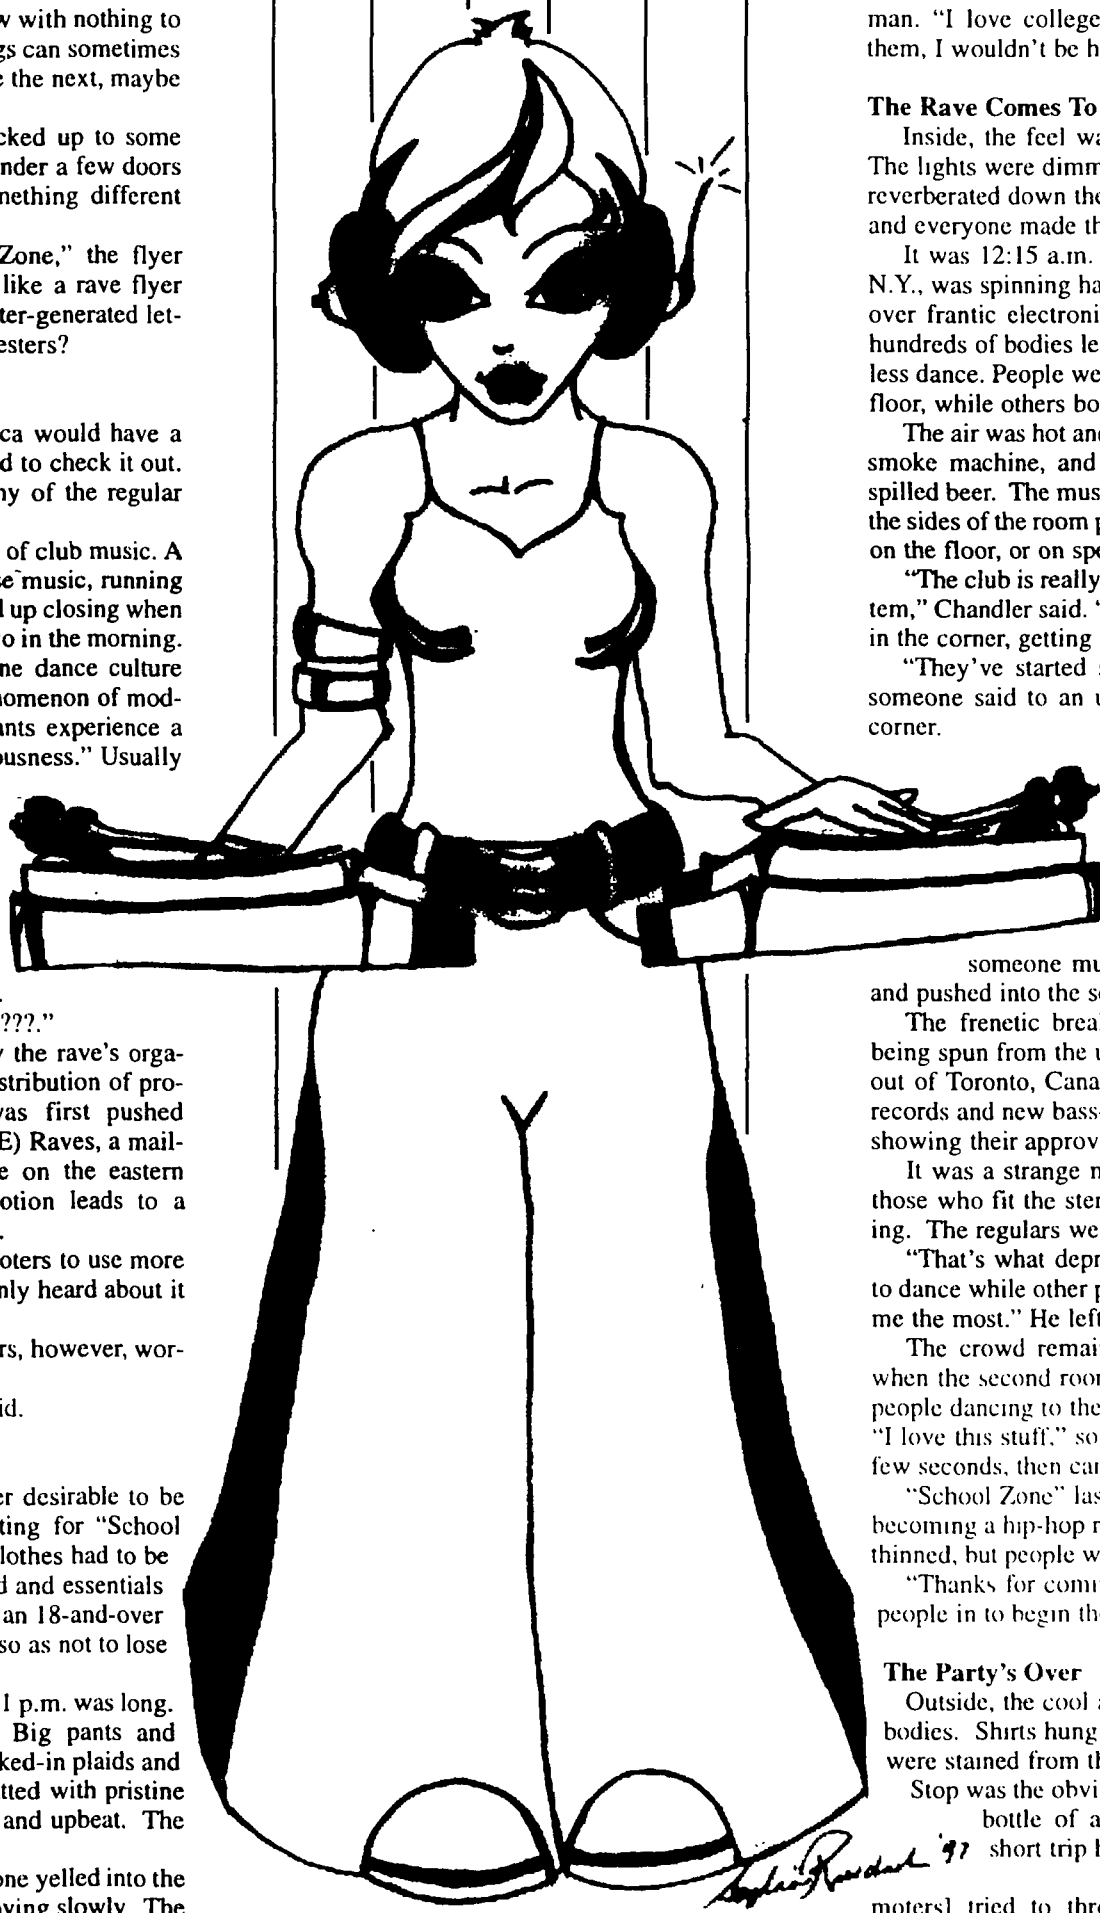 w with nothing to
gs can sometimes
e the next, maybe
cked up to some
nder a few doors
mething different
Zone," the flyer
like a rave flyer
ter-generated let-
esters?
ca would have a
d to check it out.
ny of the regular
of club music. A
se music, running
d up closing when
o in the morning.
ne dance culture
nomenon of mod-
ants experience a
ousness." Usually
.
???."
y the rave's orga-
stribution of pro-
was first pushed
E) Raves, a mail-
e on the eastern
otion leads to a
.
oters to use more
nly heard about it
rs, however, wor-
id.
er desirable to be
ting for "School
lothes had to be
d and essentials
an 18-and-over
so as not to lose
1 p.m. was long.
Big pants and
ked-in plaids and
tted with pristine
and upbeat. The
one yelled into the
ving slowly. The
man. "I love college
them, I wouldn't be h
The Rave Comes To
Inside, the feel wa
The lights were dimm
reverberated down the
and everyone made th
It was 12:15 a.m.
N.Y., was spinning ha
over frantic electroni
hundreds of bodies le
less dance. People we
floor, while others bo
The air was hot and
smoke machine, and
spilled beer. The mus
the sides of the room p
on the floor, or on spe
"The club is really
tem," Chandler said. "
in the corner, getting
"They've started s
someone said to an u
corner.
someone mu
and pushed into the se
The frenetic brea
being spun from the u
out of Toronto, Cana
records and new bass-
showing their approv
It was a strange m
those who fit the ster
ing. The regulars we
"That's what depr
to dance while other p
me the most." He left
The crowd remai
when the second room
people dancing to the
"I love this stuff," so
few seconds, then car
"School Zone" las
becoming a hip-hop r
thinned, but people w
"Thanks for comi
people in to begin the
The Party's Over
Outside, the cool a
bodies. Shirts hung
were stained from th
Stop was the obvi
bottle of a
'97 short trip h
moters] tried to thro